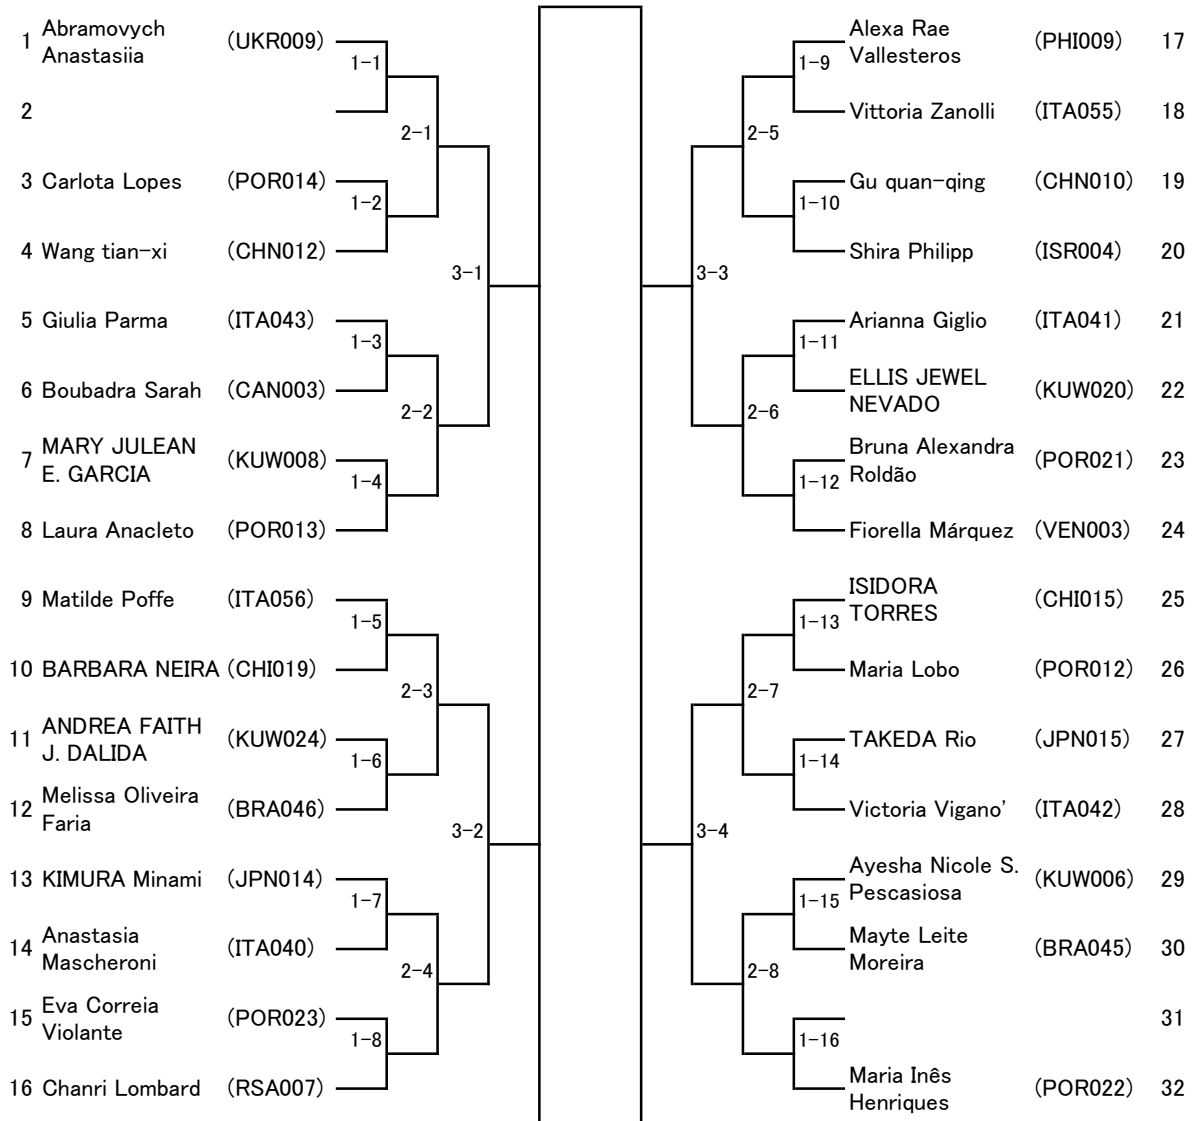 1 Abramovych Anastasiia (UKR009)
1-1
2
2-1
3 Carlota Lopes (POR014)
1-2
4 Wang tian-xi (CHN012)
3-1
5 Giulia Parma (ITA043)
1-3
6 Boubadra Sarah (CAN003)
2-2
7 MARY JULEAN E. GARCIA (KUW008)
1-4
8 Laura Anacleto (POR013)
9 Matilde Poffe (ITA056)
1-5
10 BARBARA NEIRA (CHI019)
2-3
11 ANDREA FAITH J. DALIDA (KUW024)
1-6
12 Melissa Oliveira Faria (BRA046)
3-2
13 KIMURA Minami (JPN014)
1-7
14 Anastasia Mascheroni (ITA040)
2-4
15 Eva Correia Violante (POR023)
1-8
16 Chanri Lombard (RSA007)
Alexa Rae Vallesteros (PHI009) 17
1-9
Vittoria Zanolli (ITA055) 18
2-5
Gu quan-qing (CHN010) 19
1-10
Shira Philipp (ISR004) 20
3-3
Arianna Giglio (ITA041) 21
1-11
ELLIS JEWEL NEVADO (KUW020) 22
2-6
Bruna Alexandra Roldão (POR021) 23
1-12
Fiorella Márquez (VEN003) 24
ISIDORA TORRES (CHI015) 25
1-13
Maria Lobo (POR012) 26
2-7
TAKEDA Rio (JPN015) 27
1-14
Victoria Vigano' (ITA042) 28
3-4
Ayesha Nicole S. Pescasiosa (KUW006) 29
1-15
Mayte Leite Moreira (BRA045) 30
2-8
31
1-16
Maria Inês Henriques (POR022) 32